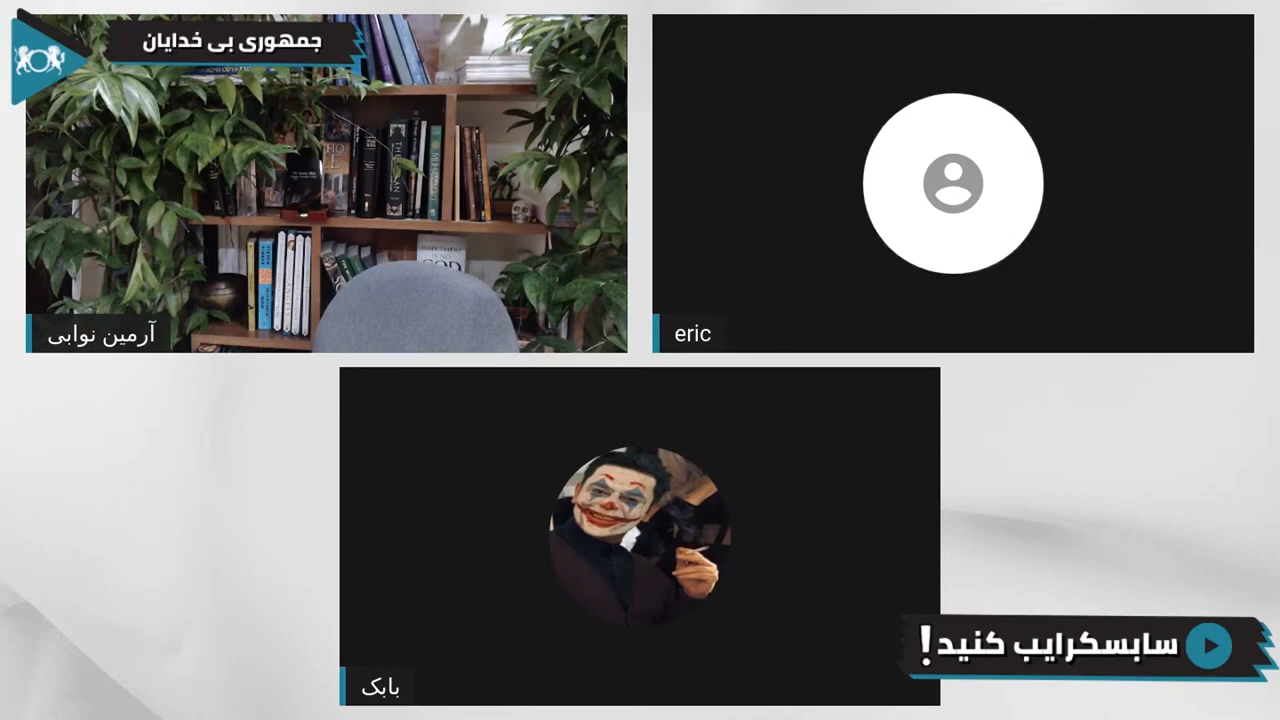 جمهوری بی خدایان
آرمین نوابی
eric
بابک
سابسکرایب کنید!